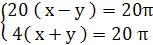 20 (x−y) = 20π
4(x+y) = 20 π